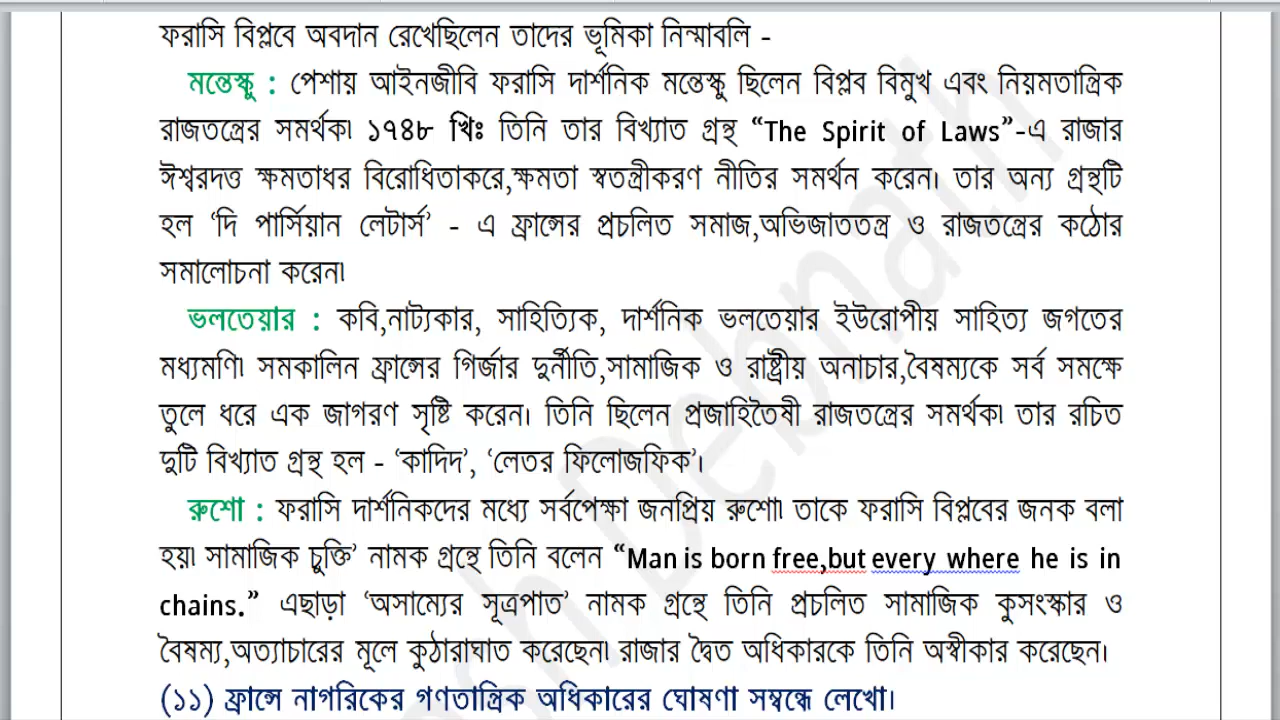 ফরাসি বিপ্লবে অবদান রেখেছিলেন তাদের ভূমিকা নিম্মাবলি -
মন্তেস্কু : পেশায় আইনজীবি ফরাসি দার্শনিক মন্তেস্কু ছিলেন বিপ্লব বিমুখ এবং নিয়মতান্ত্রিক
রাজতন্ত্রের সমর্থক৷ ১৭৪৮ খিঃ তিনি তার বিখ্যাত গ্রন্থ “The Spirit of Laws”-এ রাজার
ঈশ্বরদত্ত ক্ষমতাধর বিরোধিতাকরে,ক্ষমতা স্বতন্ত্রীকরণ নীতির সমর্থন করেন। তার অন্য গ্রন্থটি
হল ‘দি পার্সিয়ান লেটার্স’ - এ ফ্রান্সের প্রচলিত সমাজ,অভিজাততন্ত্র ও রাজতন্ত্রের কঠোর
সমালোচনা করেন৷
ভলতেয়ার : কবি,নাট্যকার, সাহিত্যিক, দার্শনিক ভলতেয়ার ইউরোপীয় সাহিত্য জগতের
মধ্যমণি৷ সমকালিন ফ্রান্সের গির্জার দুর্নীতি,সামাজিক ও রাষ্ট্রীয় অনাচার,বৈষম্যকে সর্ব সমক্ষে
তুলে ধরে এক জাগরণ সৃষ্টি করেন। তিনি ছিলেন প্রজাহিতৈষী রাজতন্ত্রের সমর্থক৷ তার রচিত
দুটি বিখ্যাত গ্রন্থ হল - ‘কাদিদ’, ‘লেতর ফিলোজফিক’।
রুশো : ফরাসি দার্শনিকদের মধ্যে সর্বপেক্ষা জনপ্রিয় রুশো৷ তাকে ফরাসি বিপ্লবের জনক বলা
হয়৷ সামাজিক চুক্তি’ নামক গ্রন্থে তিনি বলেন “Man is born free,but every where he is in
chains.” এছাড়া ‘অসাম্যের সূত্রপাত’ নামক গ্রন্থে তিনি প্রচলিত সামাজিক কুসংস্কার ও
বৈষম্য,অত্যাচারের মূলে কুঠারাঘাত করেছেন৷ রাজার দ্বৈত অধিকারকে তিনি অস্বীকার করেছেন।
(১১) ফ্রান্সে নাগরিকের গণতান্ত্রিক অধিকারের ঘোষণা সম্বন্ধে লেখো।